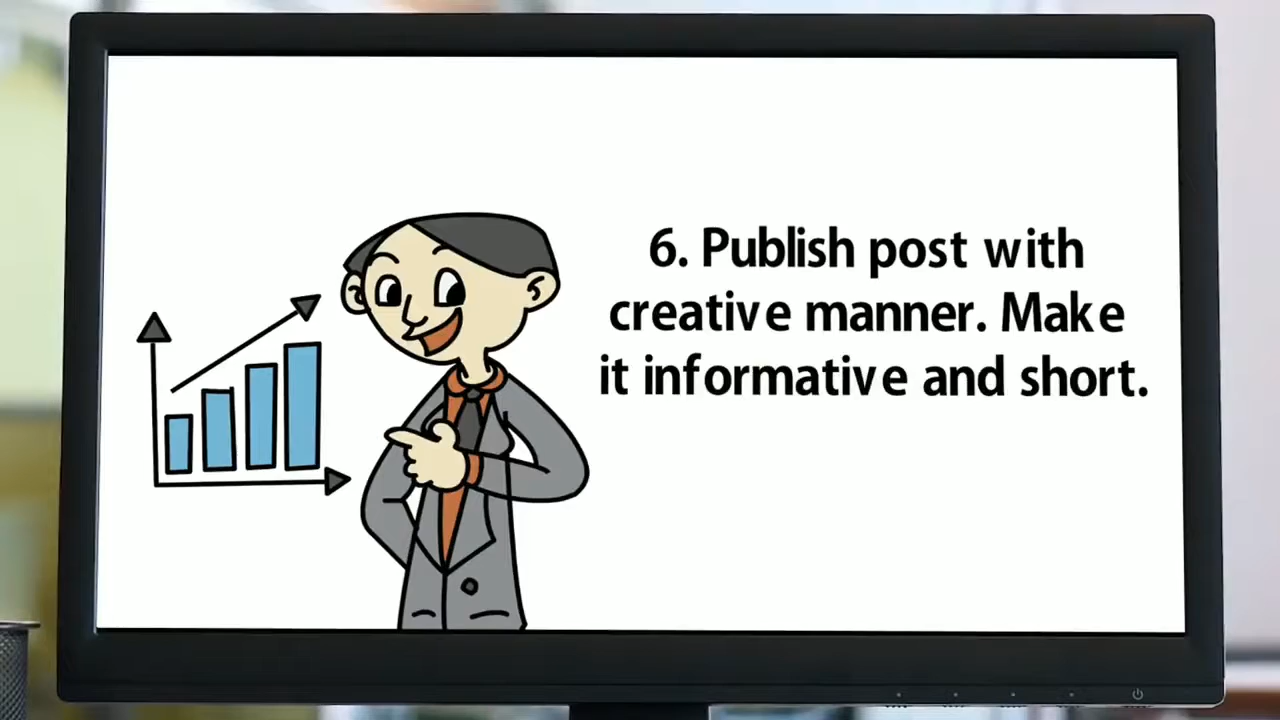 6. Publish post with
creative manner. Make
it informative and short.